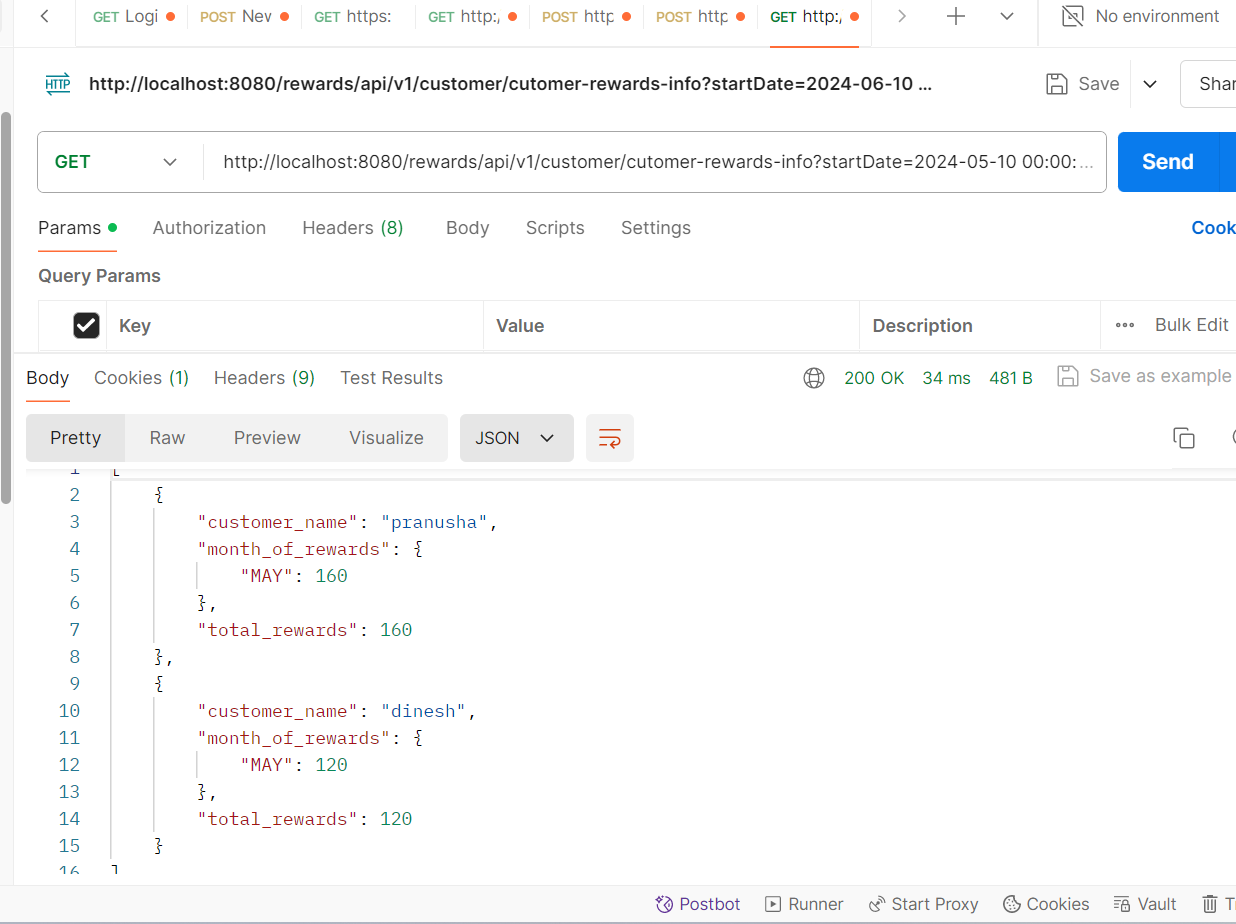 GET Logi POST Nev GET https: GET http:/ POST http POST http GET http:/ No environment
HTTP http://localhost:8080/rewards/api/v1/customer/cutomer-rewards-info?startDate=2024-06-10 ... Save Shar
GET http://localhost:8080/rewards/api/v1/customer/cutomer-rewards-info?startDate=2024-05-10 00:00: ... Send
Params Authorization Headers (8) Body Scripts Settings Cook
Query Params
Key Value Description Bulk Edit
Body Cookies (1) Headers (9) Test Results 200 OK 34 ms 481 B Save as example
Pretty Raw Preview Visualize JSON
1 [
2 {
3 "customer_name": "pranusha",
4 "month_of_rewards": {
5 "MAY": 160
6 },
7 "total_rewards": 160
8 },
9 {
10 "customer_name": "dinesh",
11 "month_of_rewards": {
12 "MAY": 120
13 },
14 "total_rewards": 120
15 }
16 ]
Postbot Runner Start Proxy Cookies Vault T